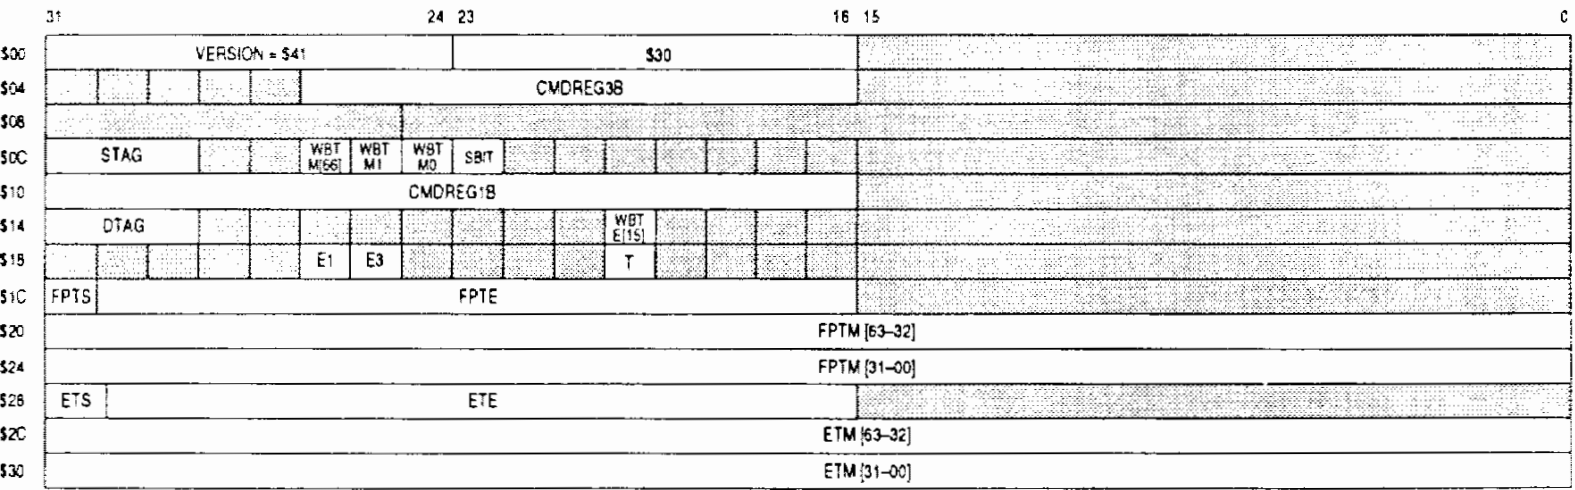 31 24 23 16 15 0
$00 VERSION = $41 $30
$04 CMDREG3B
$08
$0C STAG WBT M[66] WBT M1 WBT M0 SBIT
$10 CMDREG1B
$14 DTAG WBT E[15]
$18 E1 E3 T
$1C FPTS FPTE
$20 FPTM [63–32]
$24 FPTM [31–00]
$28 ETS ETE
$2C ETM [63–32]
$30 ETM [31–00]